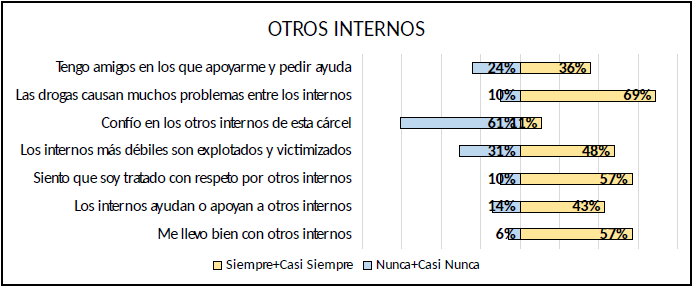 OTROS INTERNOS
Tengo amigos en los que apoyarme y pedir ayuda 24% 36%
Las drogas causan muchos problemas entre los internos 10% 69%
Confío en los otros internos de esta cárcel 61% 11%
Los internos más débiles son explotados y victimizados 31% 48%
Siento que soy tratado con respeto por otros internos 10% 57%
Los internos ayudan o apoyan a otros internos 14% 43%
Me llevo bien con otros internos 6% 57%
Siempre+Casi Siempre Nunca+Casi Nunca